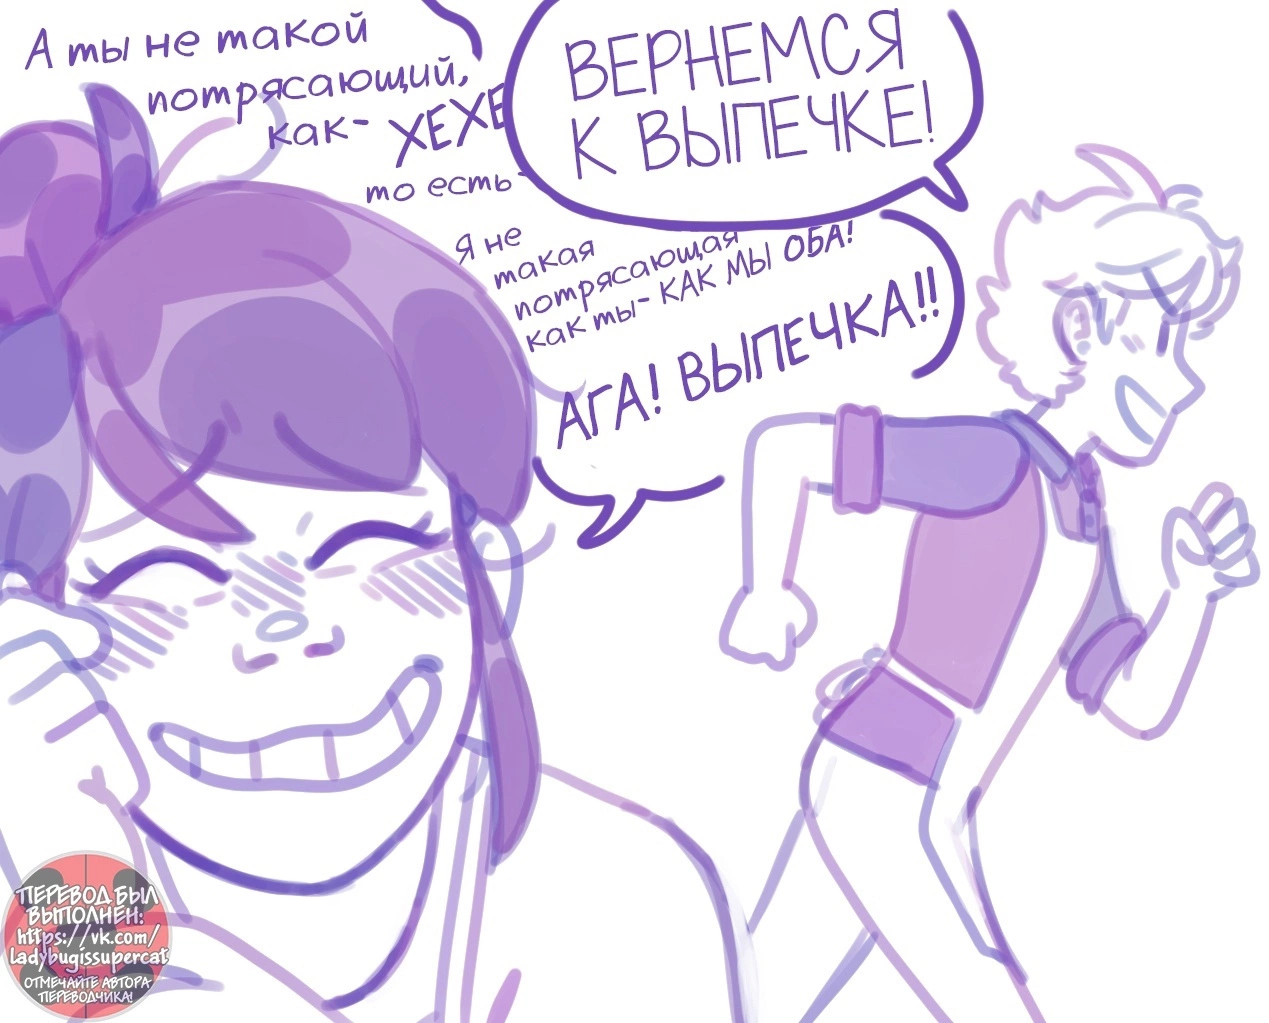 А ты не такой
потрясающий,
как- ХЕХЕ
то есть-
ВЕРНЕМСЯ
К ВЫПЕЧКЕ!
Я не
такая
потрясающая
как ты- КАК МЫ ОБА!
АГА! ВЫПЕЧКА!!
ПЕРЕВОД БЫЛ
ВЫПОЛНЕН:
https://vk.com/
ladybugissupercat
ОТМЕЧАЙТЕ АВТОРА
ПЕРЕВОДЧИКА!